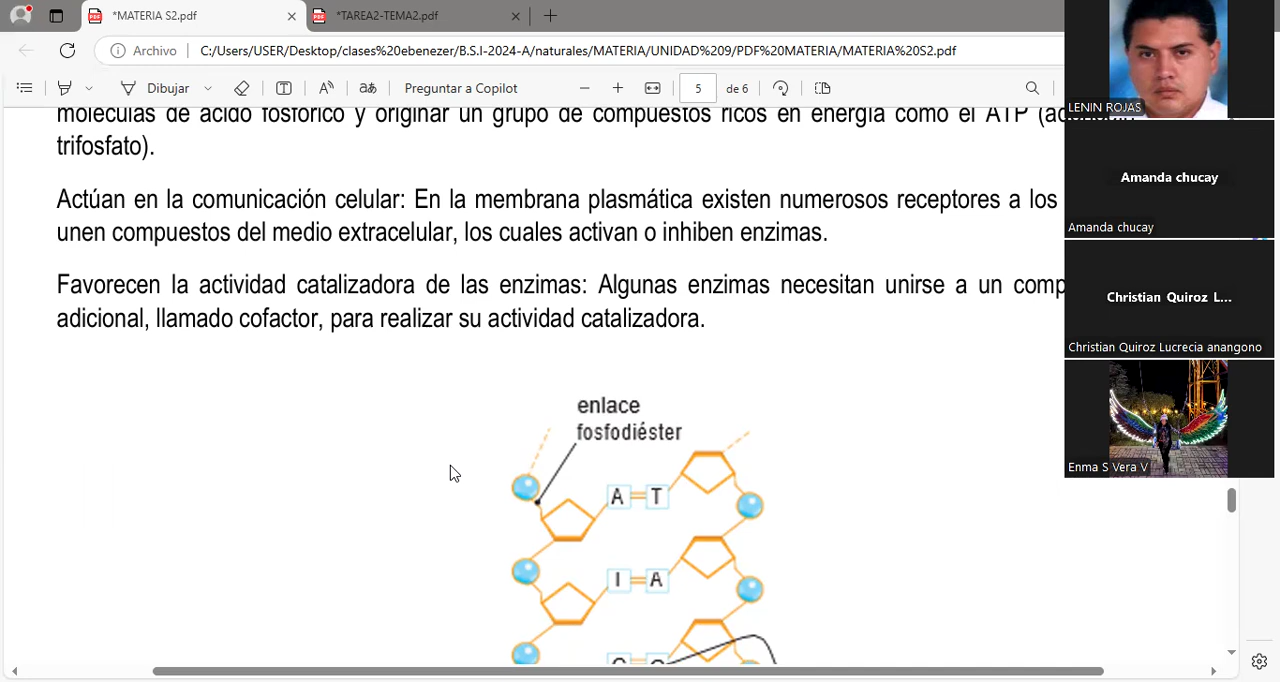 *MATERIA S2.pdf
*TAREA2-TEMA2.pdf
Archivo
C:/Users/USER/Desktop/clases%20ebenezer/B.S.I-2024-A/naturales/MATERIA/UNIDAD%209/PDF%20MATERIA/MATERIA%20S2.pdf
Dibujar
Preguntar a Copilot
5
de 6
moléculas de ácido fosfórico y originar un grupo de compuestos ricos en energía como el ATP
trifosfato).
Actúan en la comunicación celular: En la membrana plasmática existen numerosos receptores a los
unen compuestos del medio extracelular, los cuales activan o inhiben enzimas.
Favorecen la actividad catalizadora de las enzimas: Algunas enzimas necesitan unirse a un comp
adicional, llamado cofactor, para realizar su actividad catalizadora.
enlace
fosfodiéster
A T
I A
LENIN ROJAS
Amanda chucay
Amanda chucay
Christian Quiroz L...
Christian Quiroz Lucrecia anangono
Enma S Vera V